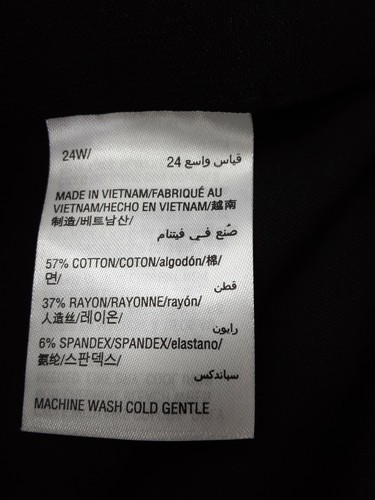 24W/
قياس واسع 24
MADE IN VIETNAM/FABRIQUÉ AU
VIETNAM/HECHO EN VIETNAM/越南
制造/베트남산/
صُنع في فيتنام
57% COTTON/COTON/algodón/棉/
면/
قطن
37% RAYON/RAYONNE/rayón/
人造丝/레이온/
رايون
6% SPANDEX/SPANDEX/elastano/
氨纶/스판덱스/
سباندكس
MACHINE WASH COLD GENTLE